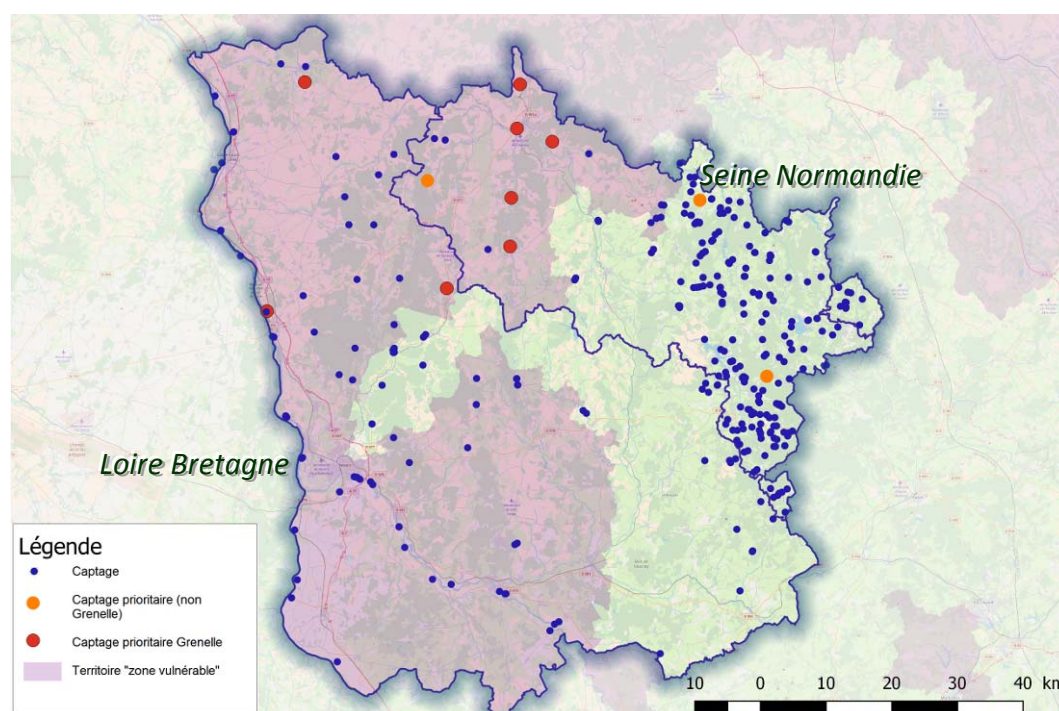 Seine Normandie
Loire Bretagne
Légende
Captage
Captage prioritaire (non
Grenelle)
Captage prioritaire Grenelle
Territoire "zone vulnérable"
10 0 10 20 30 40 km